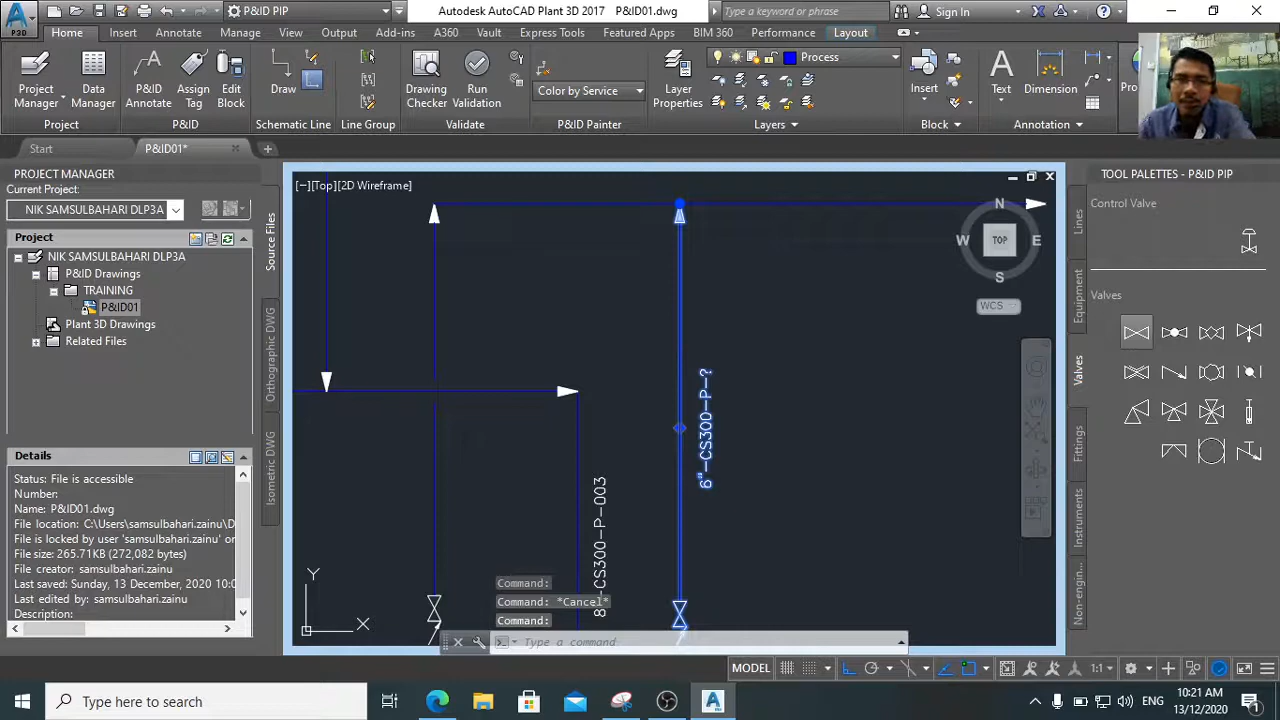 P3D
P&ID PIP
Autodesk AutoCAD Plant 3D 2017 P&ID01.dwg
Type a keyword or phrase
Sign In
Home Insert Annotate Manage View Output Add-ins A360 Vault Express Tools Featured Apps BIM 360 Performance Layout
Project Manager
Data Manager
P&ID Annotate
Assign Tag
Edit Block
Draw
Drawing Checker
Run Validation
Color by Service
Layer Properties
Process
Insert
Text
Dimension
Project
P&ID
Schematic Line
Line Group
Validate
P&ID Painter
Layers
Block
Annotation
Start
P&ID01*
PROJECT MANAGER
Current Project:
NIK SAMSULBAHARI DLP3A
Project
NIK SAMSULBAHARI DLP3A
P&ID Drawings
TRAINING
P&ID01
Plant 3D Drawings
Related Files
Source Files
Orthographic DWG
Isometric DWG
Details
Status: File is accessible
Number:
Name: P&ID01.dwg
File location: C:\Users\samsulbahari.zainu\D
File is locked by user 'samsulbahari.zainu' or
File size: 265.71KB (272,082 bytes)
File creator: samsulbahari.zainu
Last saved: Sunday, 13 December, 2020 10:
Last edited by: samsulbahari.zainu
Description:
[−][Top][2D Wireframe]
N
W TOP E
S
WCS
6"-CS300-P-?
8"-CS300-P-003
Y
X
Command:
Command: *Cancel*
Command:
Type a command
TOOL PALETTES - P&ID PIP
Control Valve
Valves
Lines
Equipment
Valves
Fittings
Instruments
Non-engin...
MODEL
1:1
Type here to search
ENG
10:21 AM
13/12/2020
1